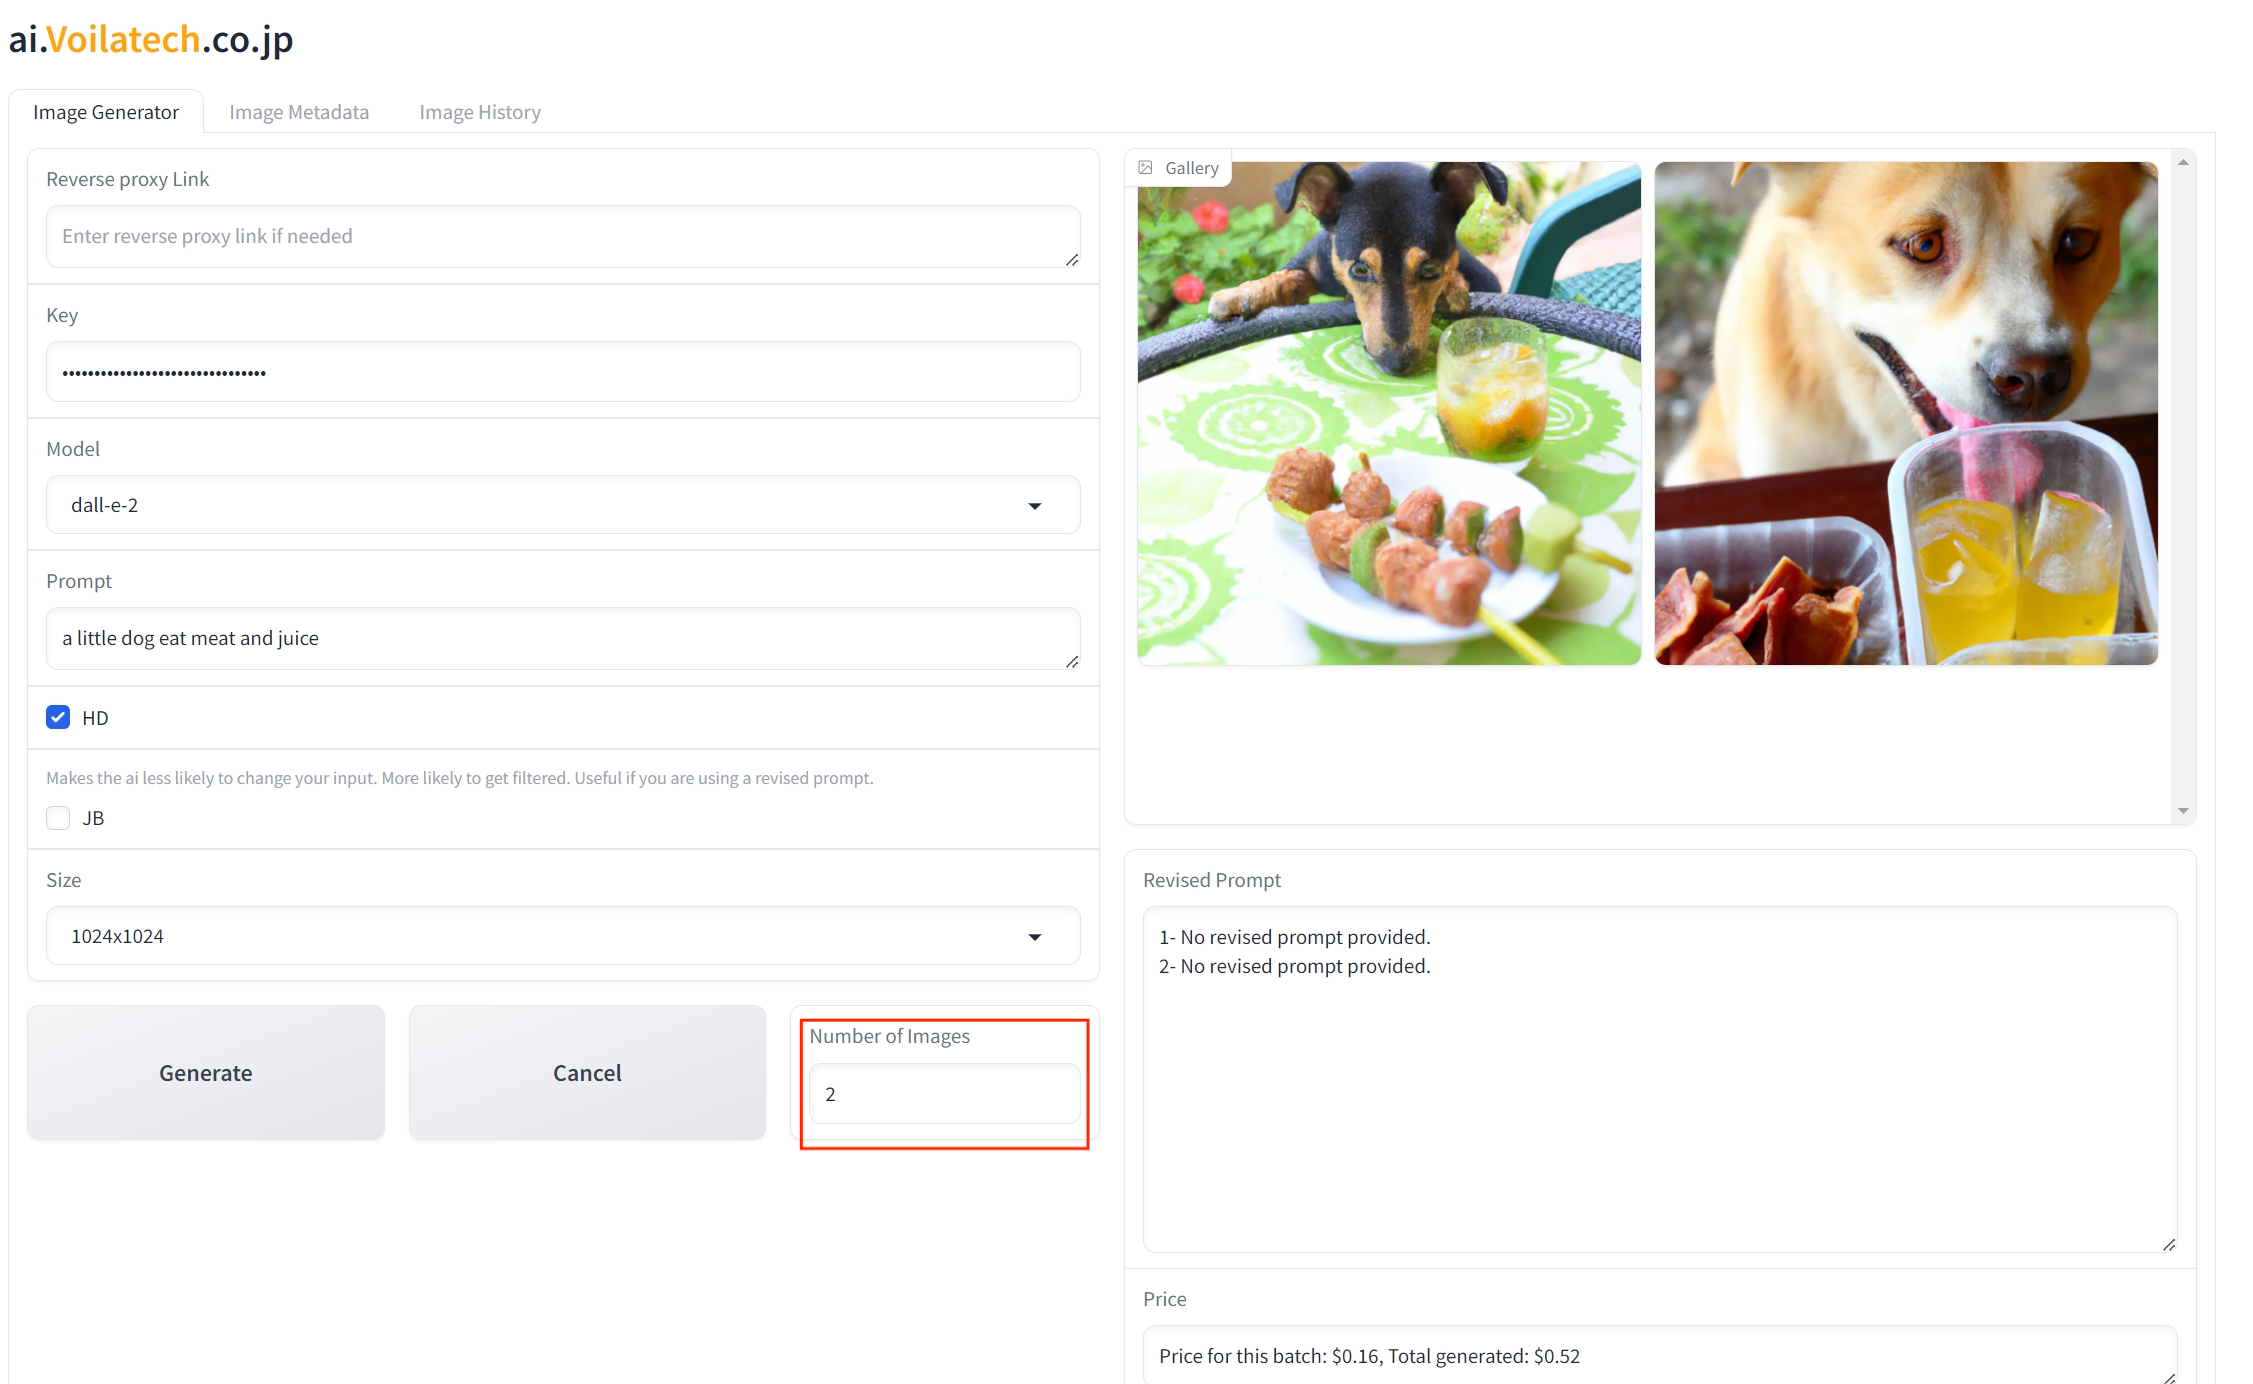 ai.Voilatech.co.jp
Image Generator
Image Metadata
Image History
Reverse proxy Link
Enter reverse proxy link if needed
Key
••••••••••••••••••••••••••••••••
Model
dall-e-2
Prompt
a little dog eat meat and juice
HD
Makes the ai less likely to change your input. More likely to get filtered. Useful if you are using a revised prompt.
JB
Size
1024x1024
Generate
Cancel
Number of Images
2
Gallery
Revised Prompt
1- No revised prompt provided.
2- No revised prompt provided.
Price
Price for this batch: $0.16, Total generated: $0.52